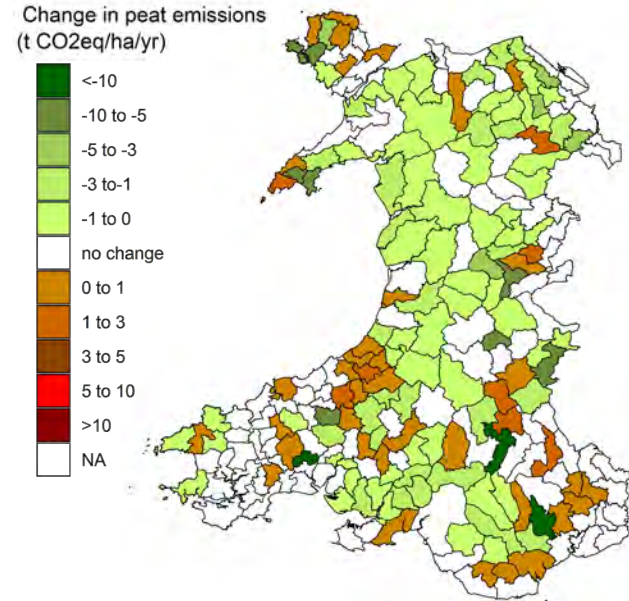 Change in peat emissions
(t CO2eq/ha/yr)
<-10
-10 to -5
-5 to -3
-3 to-1
-1 to 0
no change
0 to 1
1 to 3
3 to 5
5 to 10
>10
NA